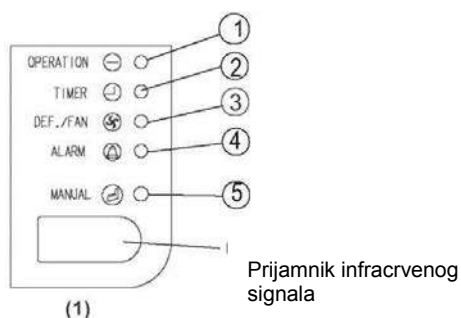 OPERATION 1
TIMER 2
DEF./FAN 3
ALARM 4
MANUAL 5
Prijamnik infracrvenog
signala
(1)